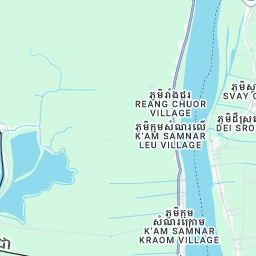 ភូមិរាំងជូរ
REANG CHUOR
VILLAGE
ភូមិក្អមសំណរលើ
K'AM SAMNAR
LEU VILLAGE
SVAY
DEI
ភូមិក្អម
សំណរក្រោម
K'AM SAMNAR
KRAOM VILLAGE